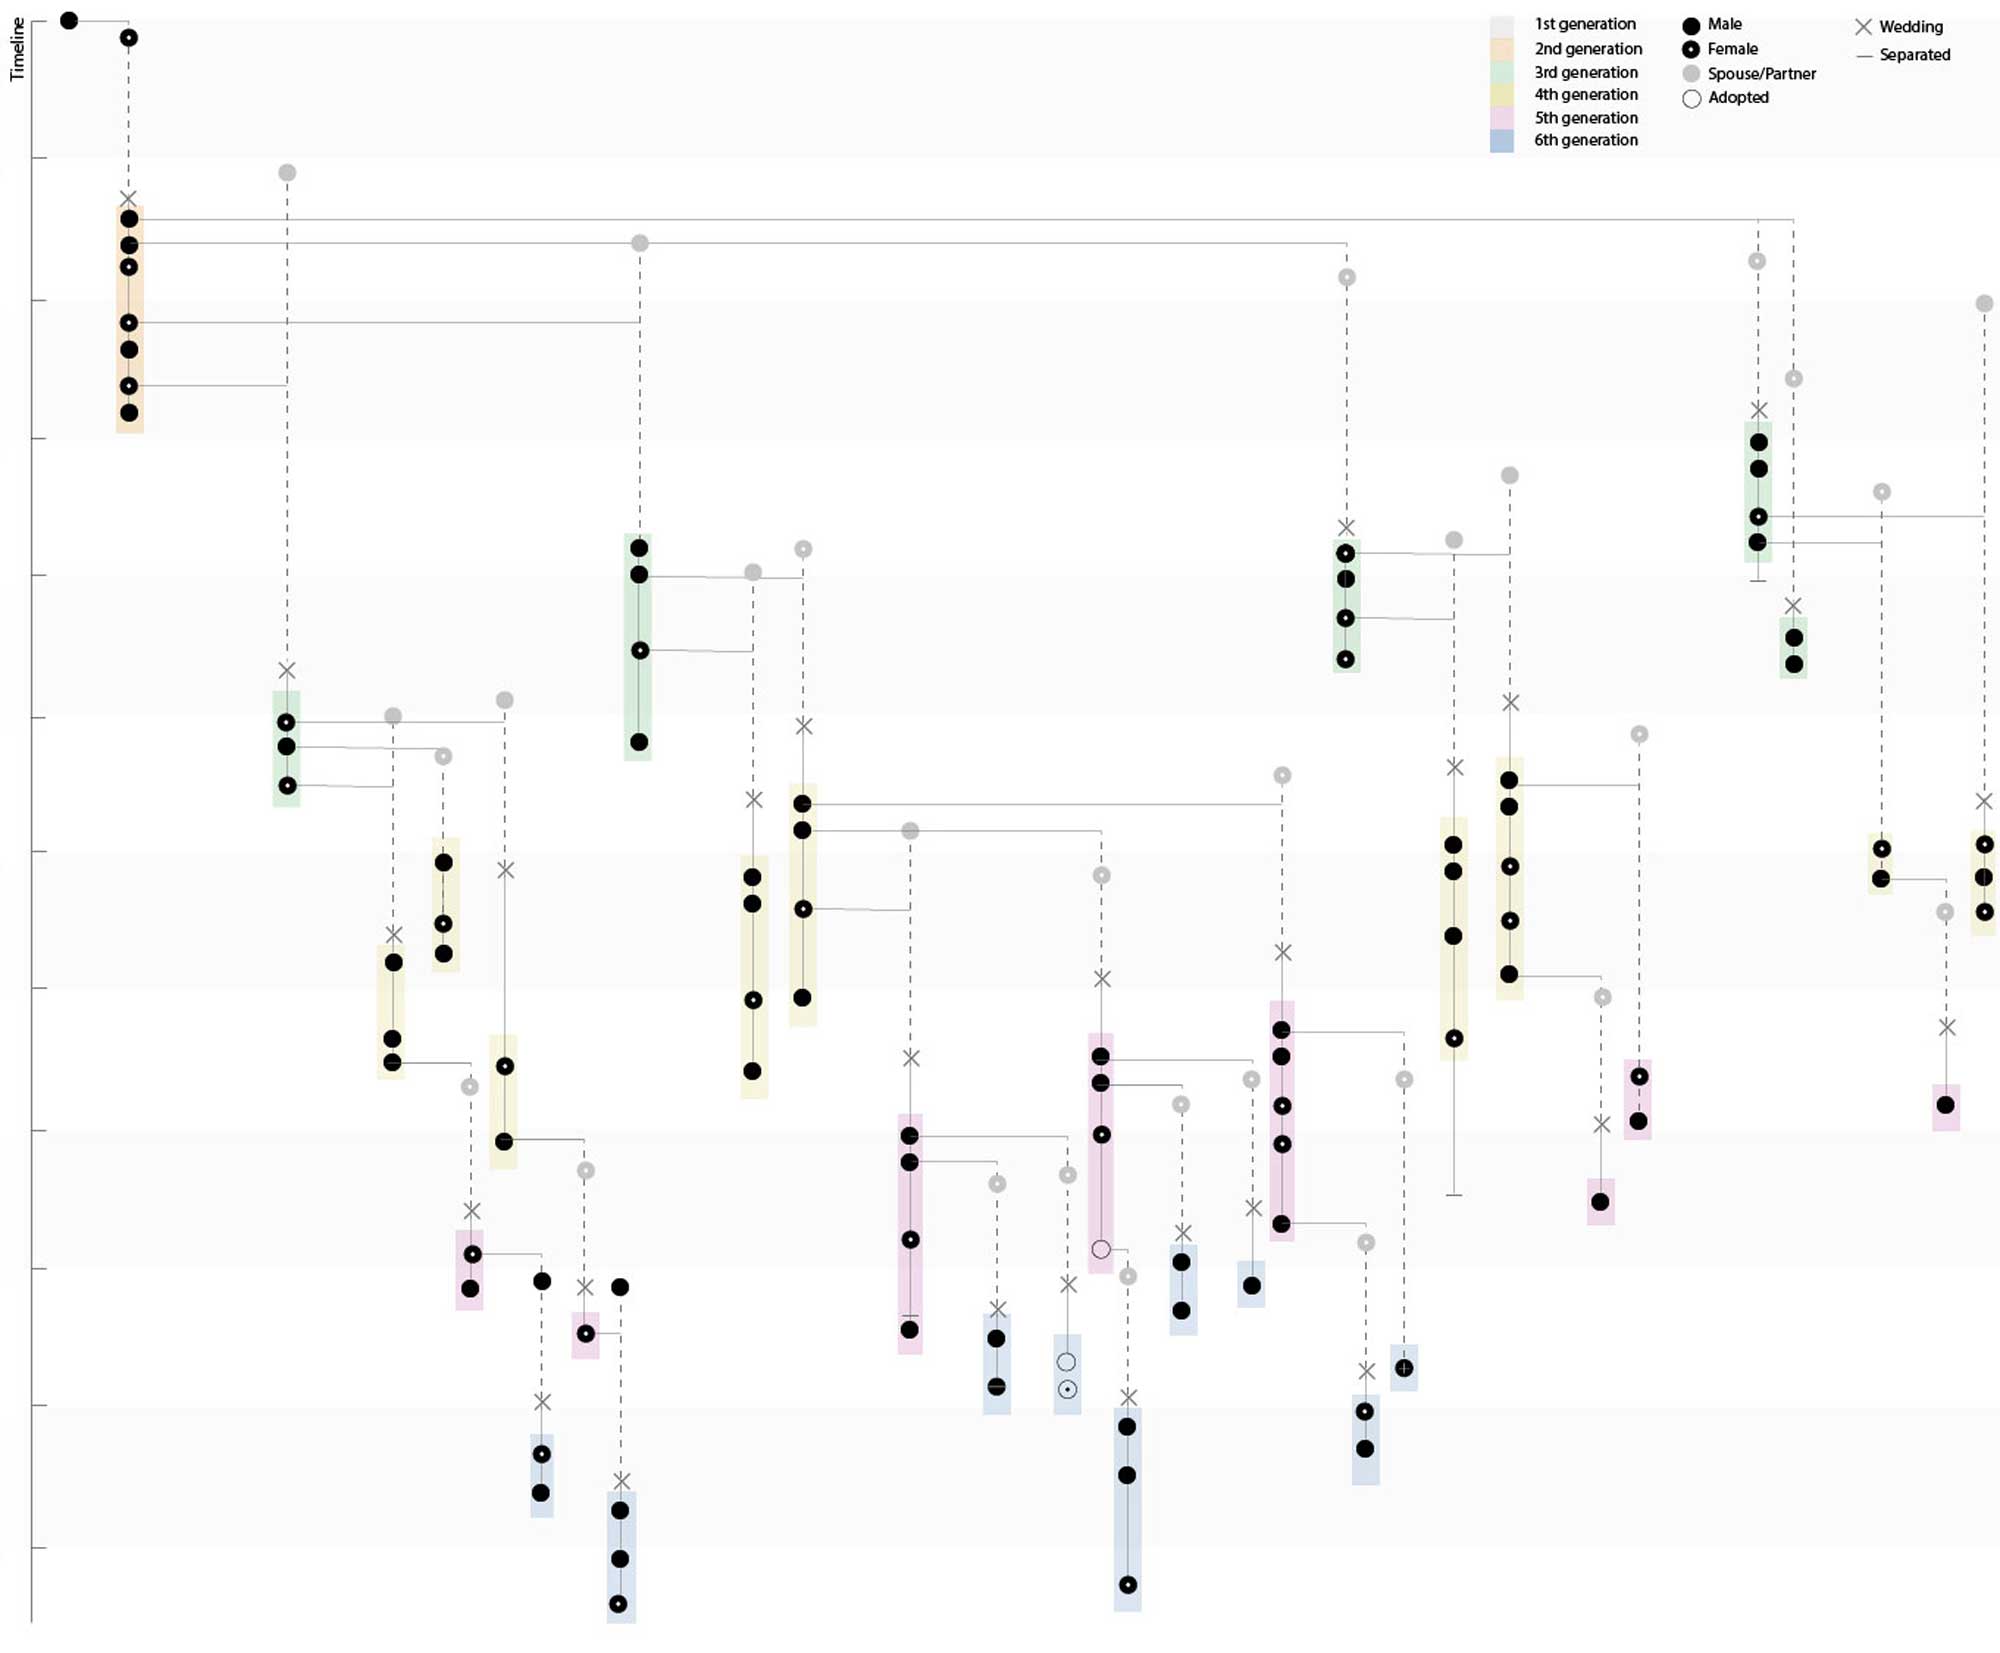 Timeline
1st generation
2nd generation
3rd generation
4th generation
5th generation
6th generation
Male
Female
Spouse/Partner
Adopted
Wedding
Separated